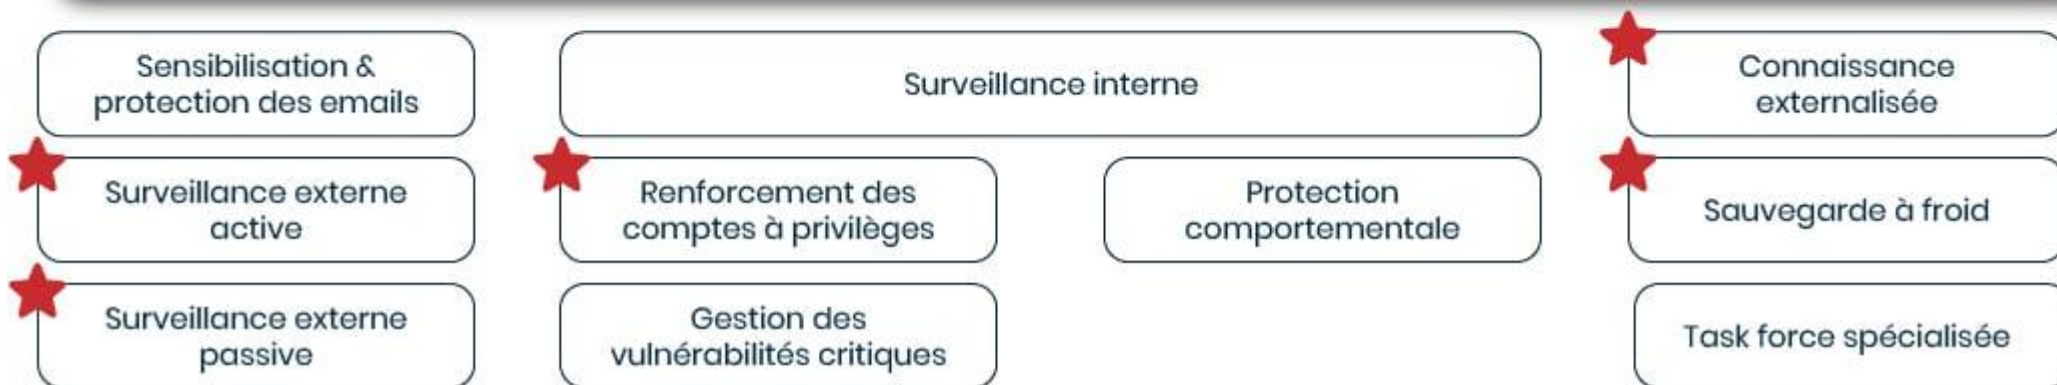 Sensibilisation &
protection des emails
Surveillance interne
Connaissance
externalisée
Surveillance externe
active
Renforcement des
comptes à privilèges
Protection
comportementale
Sauvegarde à froid
Surveillance externe
passive
Gestion des
vulnérabilités critiques
Task force spécialisée